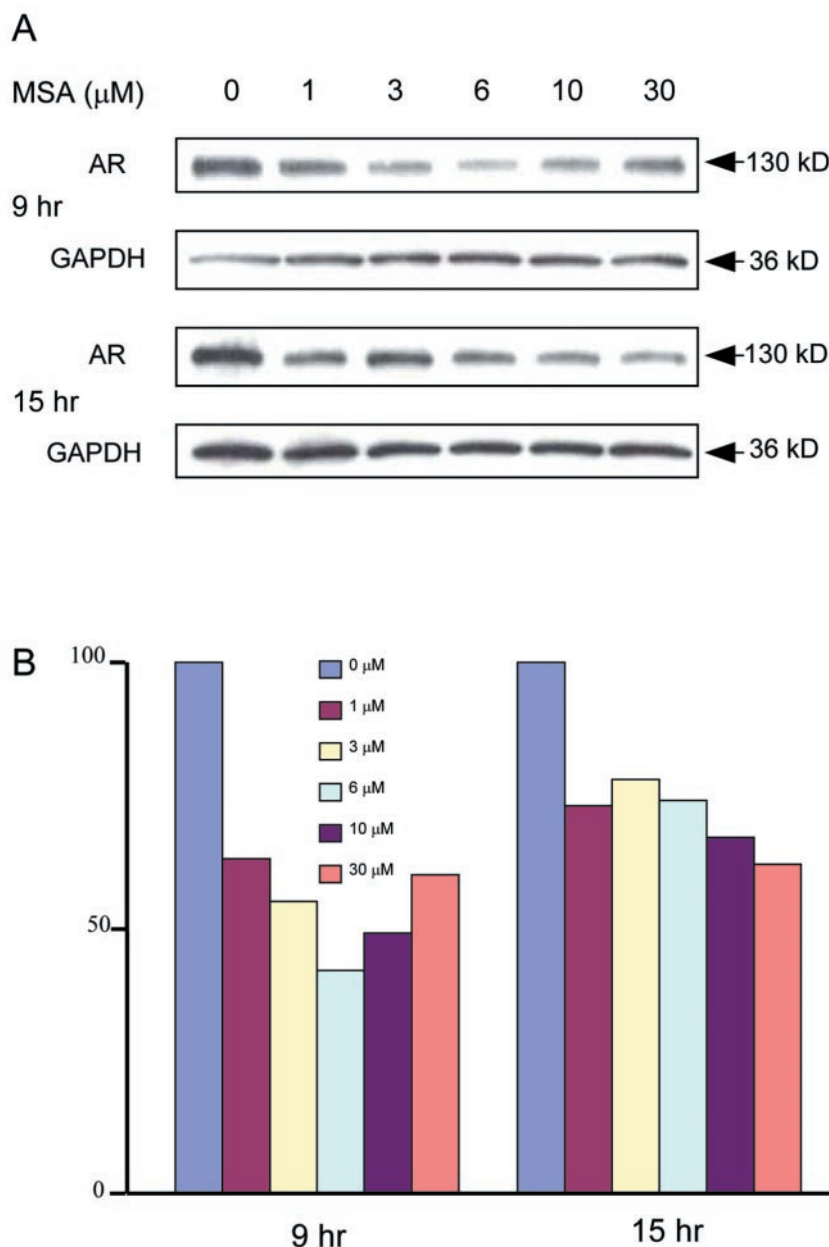 A
MSA (μM) 0 1 3 6 10 30
AR 130 kD
9 hr
GAPDH 36 kD
AR 130 kD
15 hr
GAPDH 36 kD
B
100
50
0
0 μM
1 μM
3 μM
6 μM
10 μM
30 μM
9 hr 15 hr